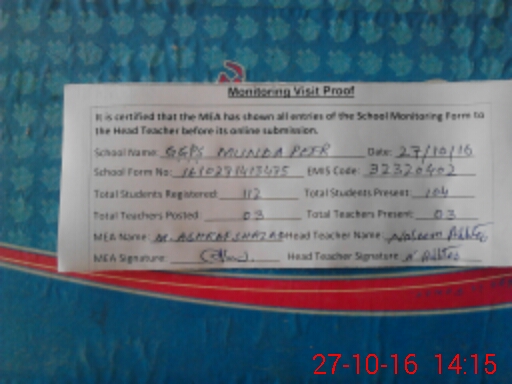 Monitoring Visit Proof
It is certified that the MEA has shown all entries of the School Monitoring Form to
the Head Teacher before its online submission.
School Name: GGPS MUNDA PEER Date: 27/10/16
School Form No: EMIS Code: 32320402
Total Students Registered: 112 Total Students Present: 104
Total Teachers Posted: 03 Total Teachers Present: 03
MEA Name: M. ASHRAF SHAZAD Head Teacher Name:
MEA Signature: Head Teacher Signature:
27-10-16 14:15